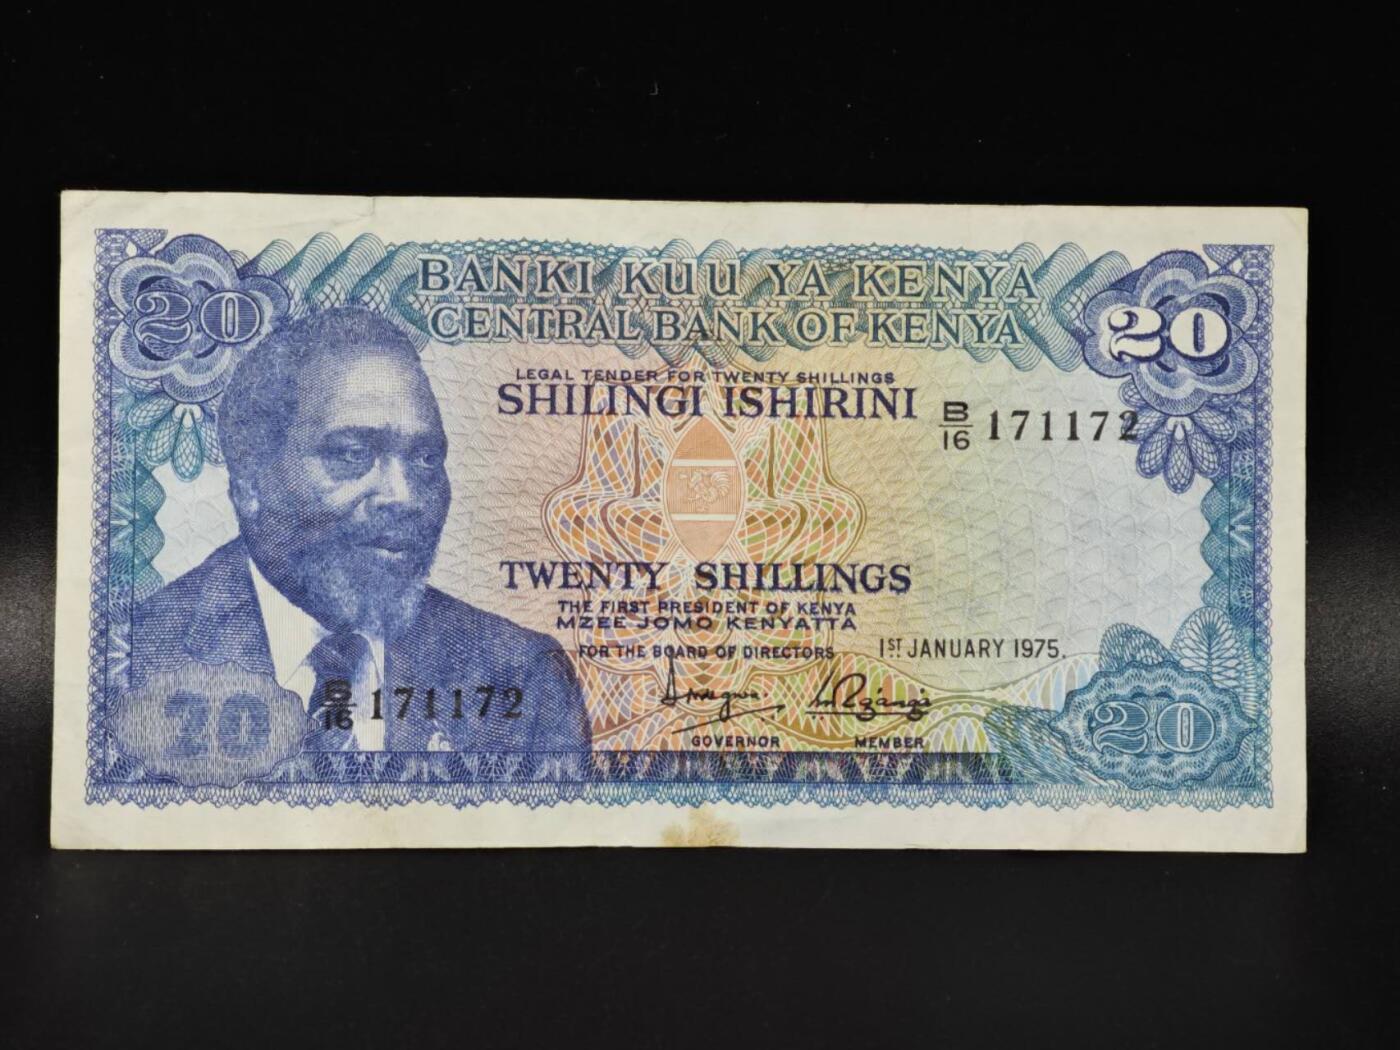 BANKI KUU YA KENYA
CENTRAL BANK OF KENYA
20
20
LEGAL TENDER FOR TWENTY SHILLINGS
SHILINGI ISHIRINI
B/16 171172
TWENTY SHILLINGS
THE FIRST PRESIDENT OF KENYA
MZEE JOMO KENYATTA
FOR THE BOARD OF DIRECTORS
1ST JANUARY 1975.
B/16 171172
20
20
GOVERNOR
MEMBER